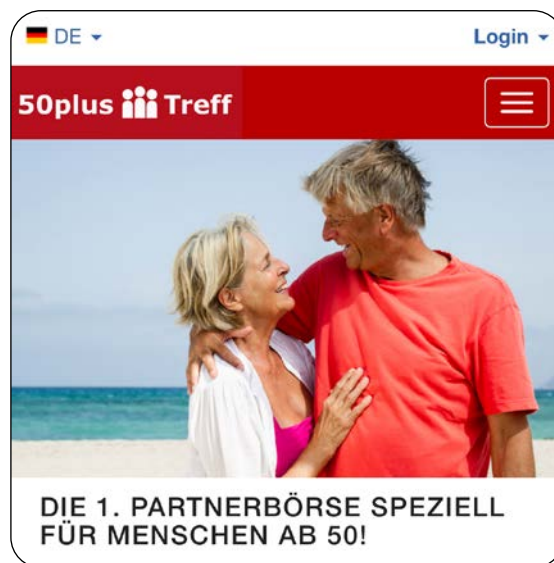 DE
Login
50plus Treff
DIE 1. PARTNERBÖRSE SPEZIELL
FÜR MENSCHEN AB 50!